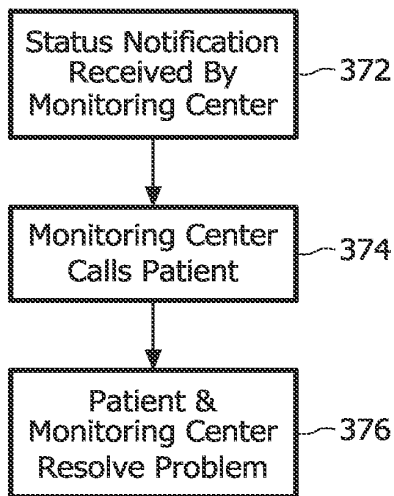 Status Notification
Received By
Monitoring Center
372
Monitoring Center
Calls Patient
374
Patient &
Monitoring Center
Resolve Problem
376